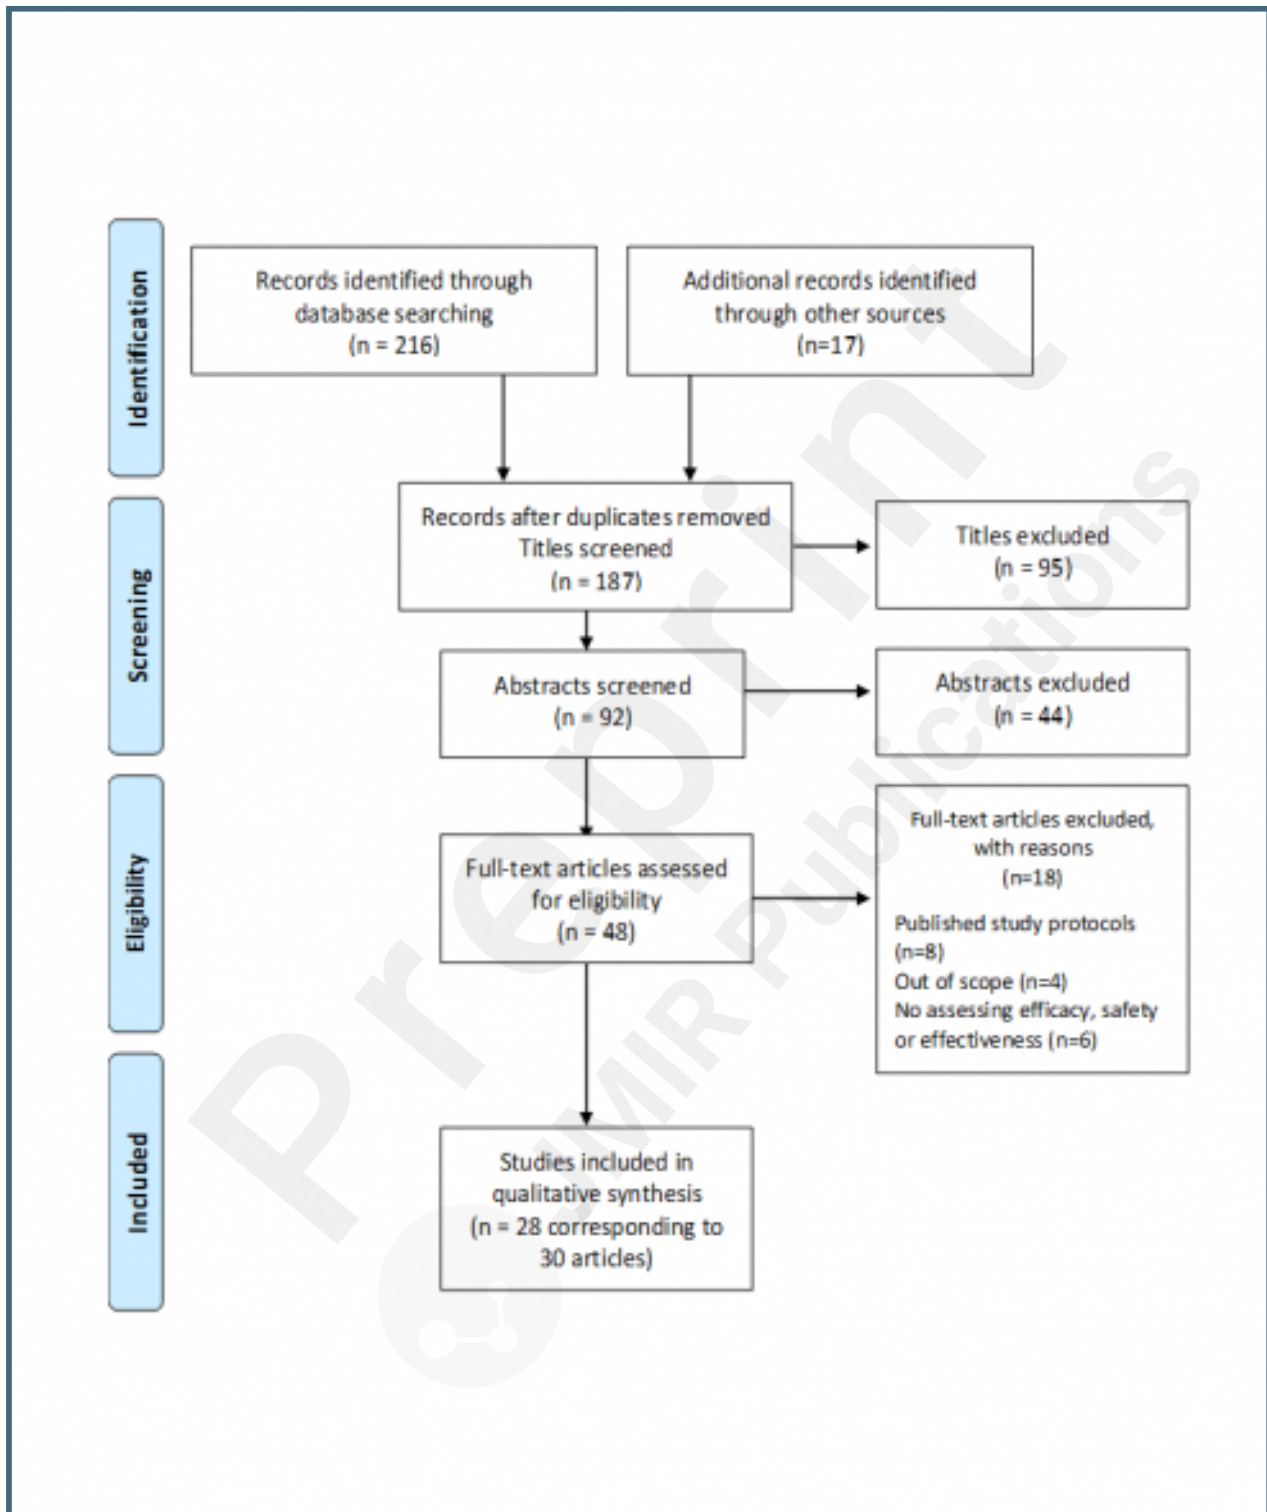 Identification
Records identified through
database searching
(n = 216)
Additional records identified
through other sources
(n=17)
Screening
Records after duplicates removed
Titles screened
(n = 187)
Titles excluded
(n = 95)
Abstracts screened
(n = 92)
Abstracts excluded
(n = 44)
Eligibility
Full-text articles assessed
for eligibility
(n = 48)
Full-text articles excluded,
with reasons
(n=18)
Published study protocols
(n=8)
Out of scope (n=4)
No assessing efficacy, safety
or effectiveness (n=6)
Included
Studies included in
qualitative synthesis
(n = 28 corresponding to
30 articles)
Preprint
JMIR Publications